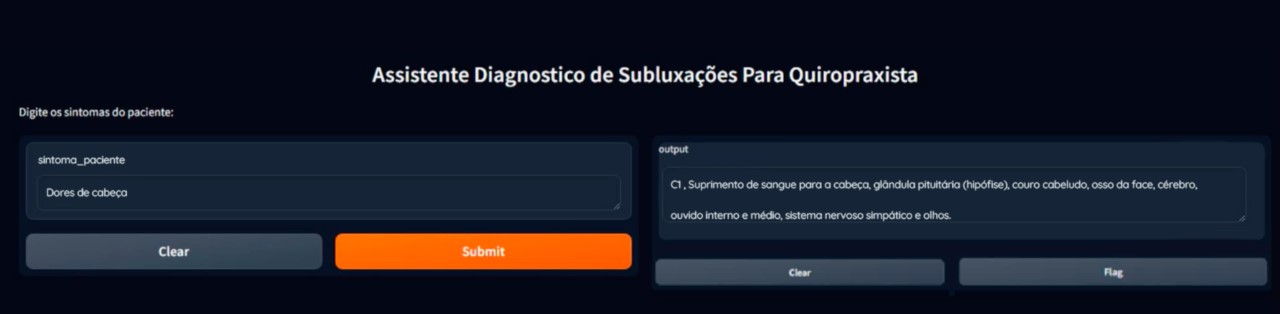 Assistente Diagnostico de Subluxações Para Quiropraxista
Digite os sintomas do paciente:
sintoma_paciente
Dores de cabeça
Clear
Submit
output
C1 , Suprimento de sangue para a cabeça, glândula pituitária (hipófise), couro cabeludo, osso da face, cérebro,
ouvido interno e médio, sistema nervoso simpático e olhos.
Clear
Flag